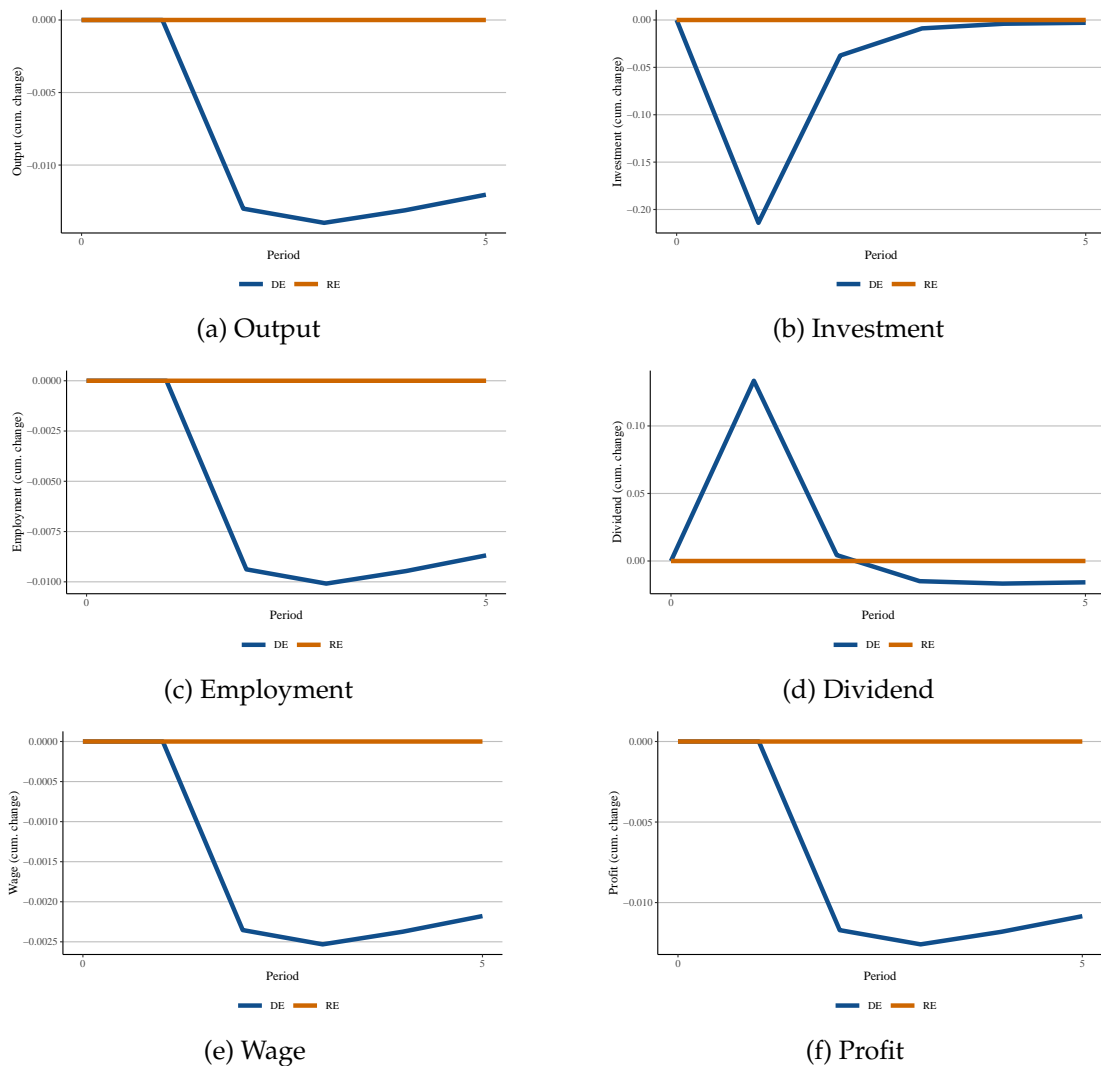 0.000
−0.005
−0.010
Output (cum. change)
0
5
Period
DE RE
(a) Output
0.00
−0.05
−0.10
−0.15
−0.20
Investment (cum. change)
0
5
Period
DE RE
(b) Investment
0.0000
−0.0025
−0.0050
−0.0075
−0.0100
Employment (cum. change)
0
5
Period
DE RE
(c) Employment
0.10
0.05
0.00
Dividend (cum. change)
0
5
Period
DE RE
(d) Dividend
0.0000
−0.0005
−0.0010
−0.0015
−0.0020
−0.0025
Wage (cum. change)
0
5
Period
DE RE
(e) Wage
0.000
−0.005
−0.010
Profit (cum. change)
0
5
Period
DE RE
(f) Profit